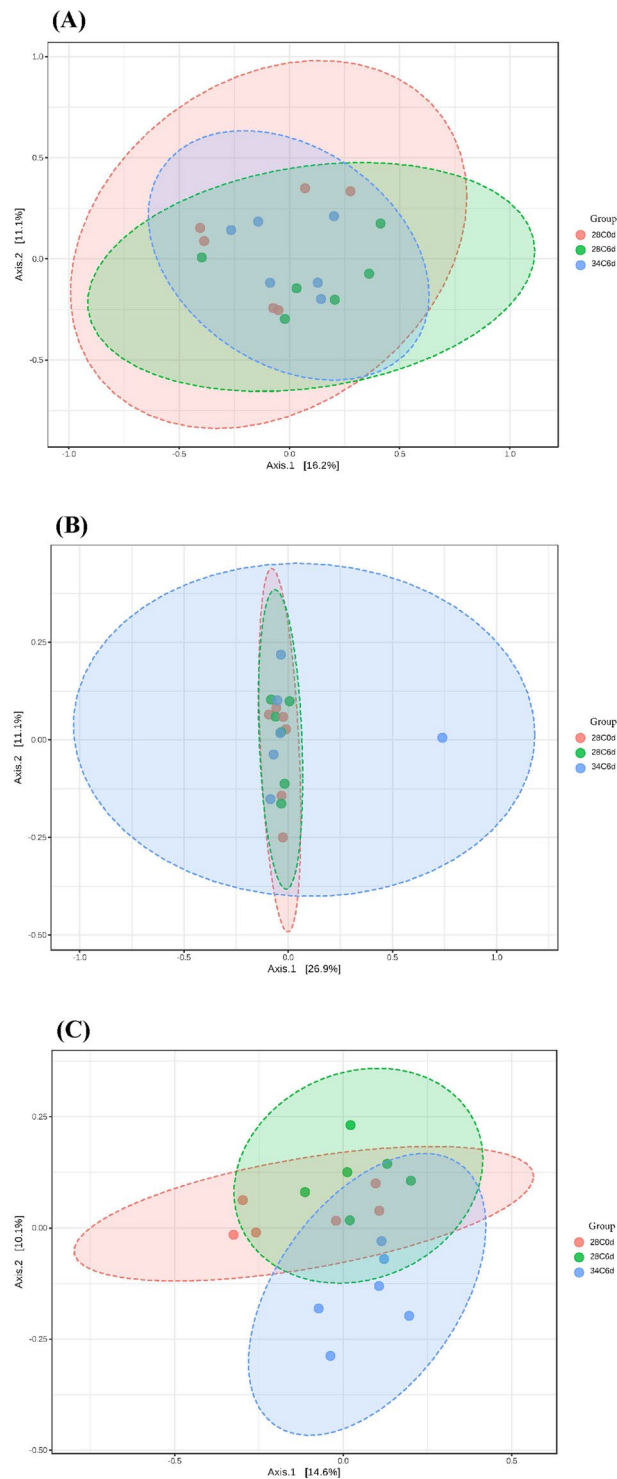 (A)
1.0
0.5
0.0
-0.5
Axis.2 [11.1%]
-1.0 -0.5 0.0 0.5 1.0
Axis.1 [16.2%]
Group
28C0d
28C6d
34C6d
(B)
0.25
0.00
-0.25
-0.50
Axis.2 [11.1%]
-1.0 -0.5 0.0 0.5 1.0
Axis.1 [26.9%]
Group
28C0d
28C6d
34C6d
(C)
0.25
0.00
-0.25
-0.50
Axis.2 [10.1%]
-0.5 0.0 0.5
Axis.1 [14.6%]
Group
28C0d
28C6d
34C6d